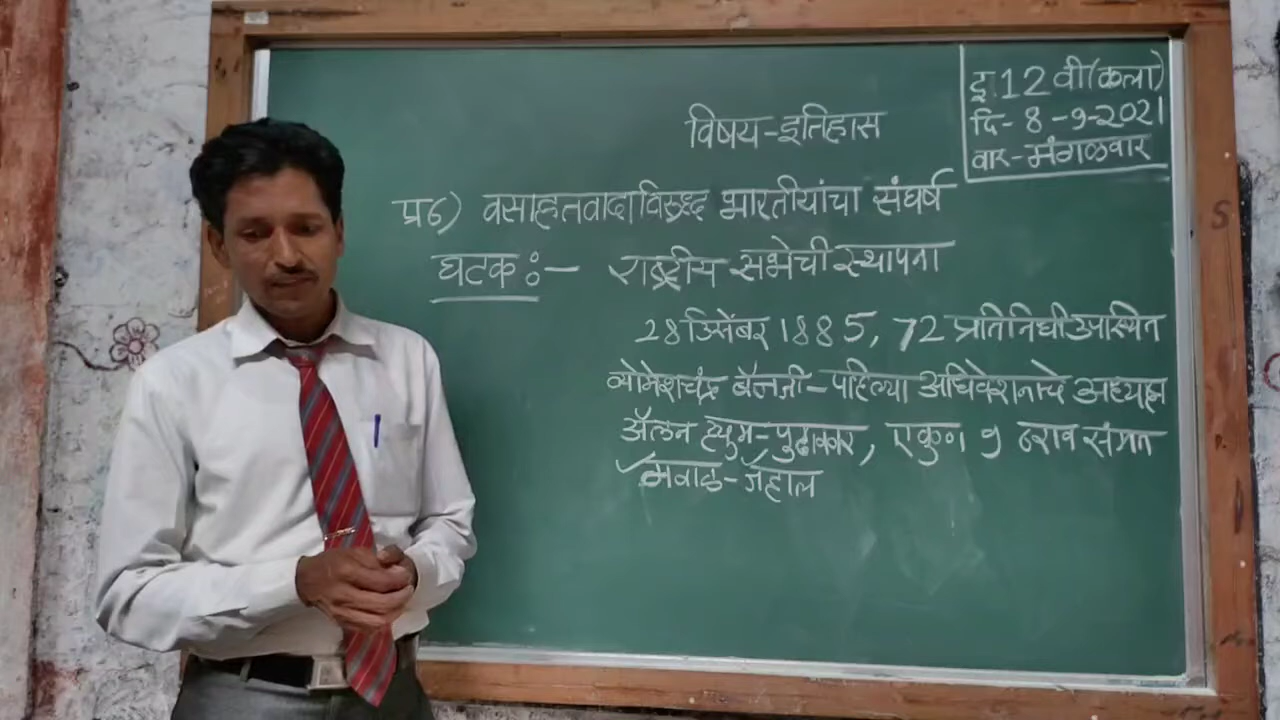 इ 12 वी (कला)
दि- 8-9-2021
वार-मंगळवार
विषय-इतिहास
प्र८) वसाहतवादाविरुद्ध भारतीयांचा संघर्ष
घटक :- राष्ट्रीय सभेची स्थापना
28 डिसेंबर 1885, 72 प्रतिनिधी उपस्थित
व्योमेशचंद्र बॅनर्जी-पहिल्या अधिवेशनाचे अध्यक्ष
ॲलन ह्युम-पुढाकार, एकुण 9 ठराव संमत
मवाळ-जहाल